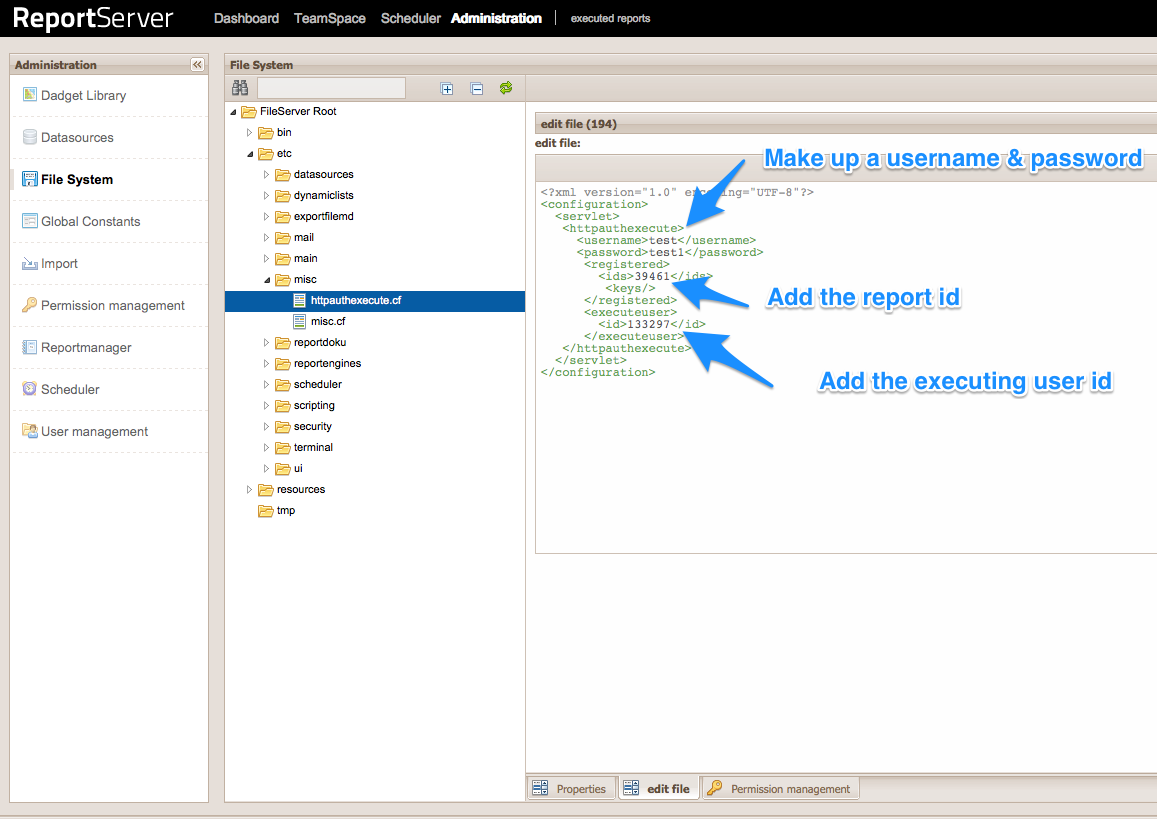 ReportServer
Dashboard TeamSpace Scheduler Administration executed reports
Administration
Dadget Library
Datasources
File System
Global Constants
Import
Permission management
Reportmanager
Scheduler
User management
File System
FileServer Root
bin
etc
datasources
dynamiclists
exportfilemd
mail
main
misc
httpauthexecute.cf
misc.cf
reportdoku
reportengines
scheduler
scripting
security
terminal
ui
resources
tmp
edit file (194)
edit file:
Make up a username & password
<?xml version="1.0" encoding="UTF-8"?>
<configuration>
<servlet>
<httpauthexecute>
<username>test</username>
<password>test1</password>
<registered>
<ids>39461</ids>
<keys/>
</registered>
<executeuser>
<id>133297</id>
</executeuser>
</httpauthexecute>
</servlet>
</configuration>
Add the report id
Add the executing user id
Properties
edit file
Permission management